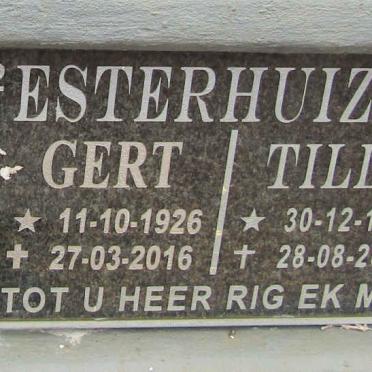 ESTERHUIZ
GERT TILL
11-10-1926 30-12-1
27-03-2016 28-08-2
TOT U HEER RIG EK M